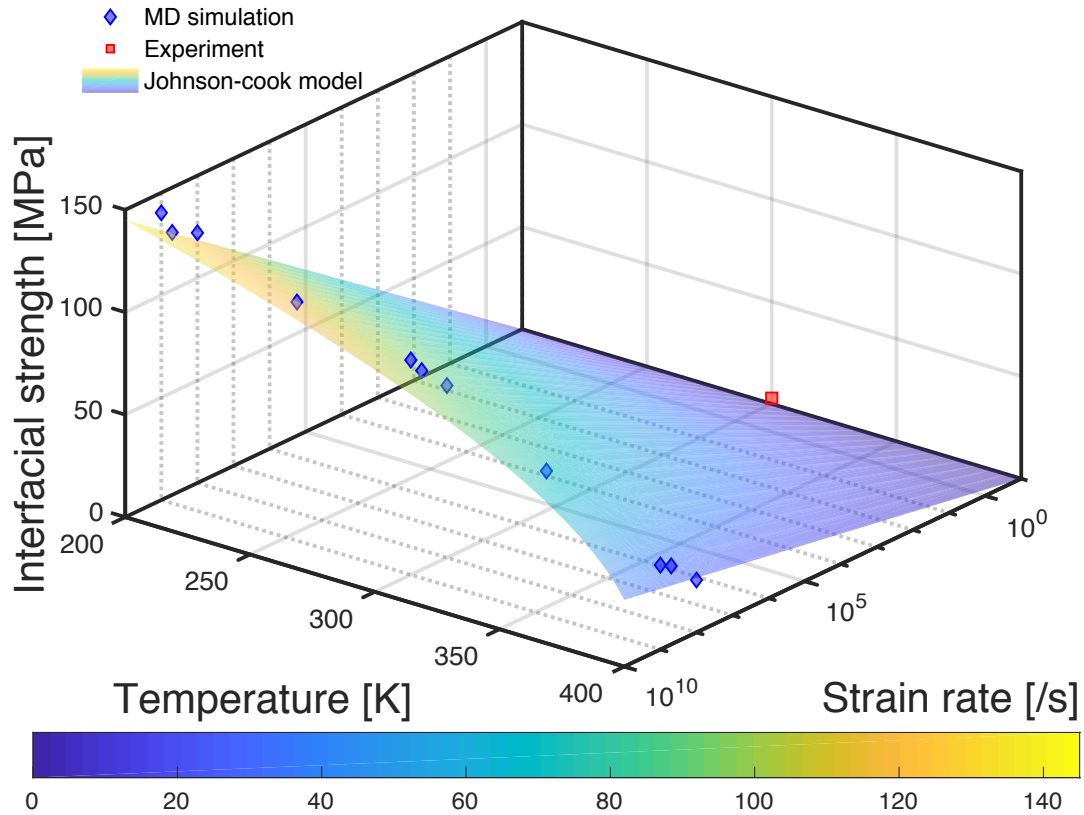 MD simulation
Experiment
Johnson-cook model
Interfacial strength [MPa]
150
100
50
0
200
250
300
350
400
10^10
10^5
10^0
Temperature [K]
Strain rate [/s]
0 20 40 60 80 100 120 140